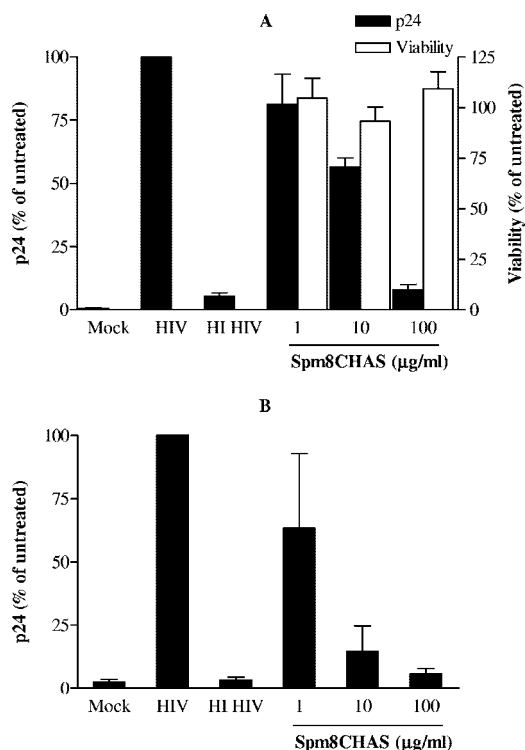 A
p24
Viability
100
75
50
25
0
p24 (% of untreated)
125
100
75
50
25
0
Viability (% of untreated)
Mock HIV HI HIV 1 10 100
Spm8CHAS (µg/ml)
B
100
75
50
25
0
p24 (% of untreated)
Mock HIV HI HIV 1 10 100
Spm8CHAS (µg/ml)